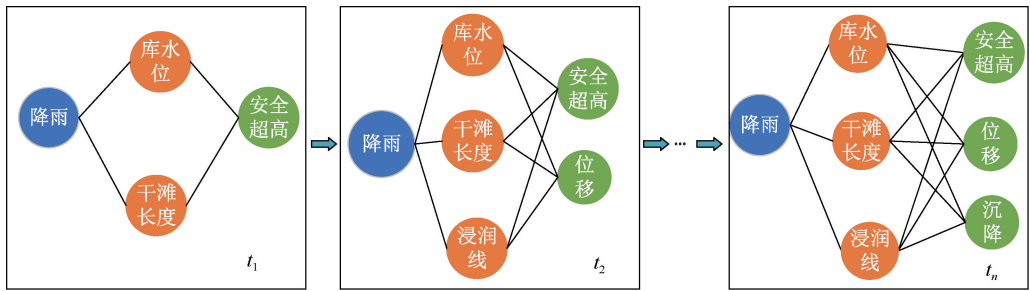 降雨
库水
位
干滩
长度
安全
超高
t1
降雨
库水
位
干滩
长度
浸润
线
安全
超高
位
移
t2
...
降雨
库水
位
干滩
长度
浸润
线
安全
超高
位
移
沉
降
tn